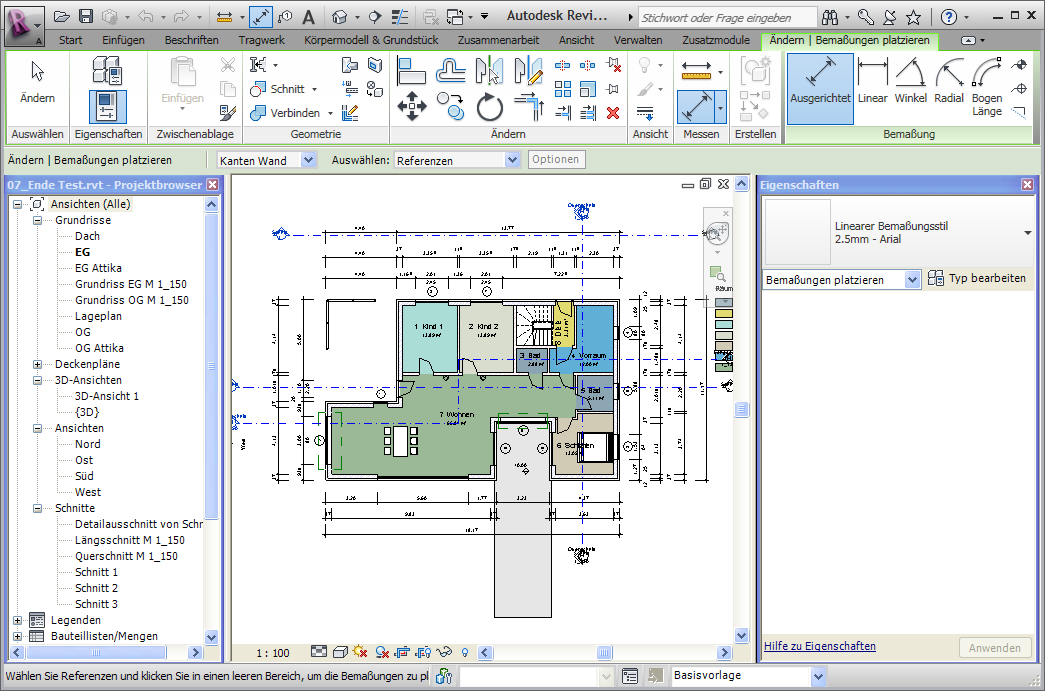 Autodesk Revi...
Stichwort oder Frage eingeben
Start Einfügen Beschriften Tragwerk Körpermodell & Grundstück Zusammenarbeit Ansicht Verwalten Zusatzmodule Ändern | Bemaßungen platzieren
Ändern
Einfügen
Schnitt
Verbinden
Ausgerichtet Linear Winkel Radial Bogen
Länge
Auswählen Eigenschaften Zwischenablage Geometrie Ändern Ansicht Messen Erstellen Bemaßung
Ändern | Bemaßungen platzieren Kanten Wand Auswählen: Referenzen Optionen
07_Ende Test.rvt - Projektbrowser
Ansichten (Alle)
Grundrisse
Dach
EG
EG Attika
Grundriss EG M 1_150
Grundriss OG M 1_150
Lageplan
OG
OG Attika
Deckenpläne
3D-Ansichten
3D-Ansicht 1
{3D}
Ansichten
Nord
Ost
Süd
West
Schnitte
Detailausschnitt von Schr
Längsschnitt M 1_150
Querschnitt M 1_150
Schnitt 1
Schnitt 2
Schnitt 3
Legenden
Bauteillisten/Mengen
1 Kind 1
2 Kind 2
3 Bad
4 Vorraum
5 Bad
7 Wohnen
Räum
1 : 100
Eigenschaften
Linearer Bemaßungsstil
2.5mm - Arial
Bemaßungen platzieren
Typ bearbeiten
Hilfe zu Eigenschaften
Anwenden
Wählen Sie Referenzen und klicken Sie in einen leeren Bereich, um die Bemaßungen zu pl
Basisvorlage